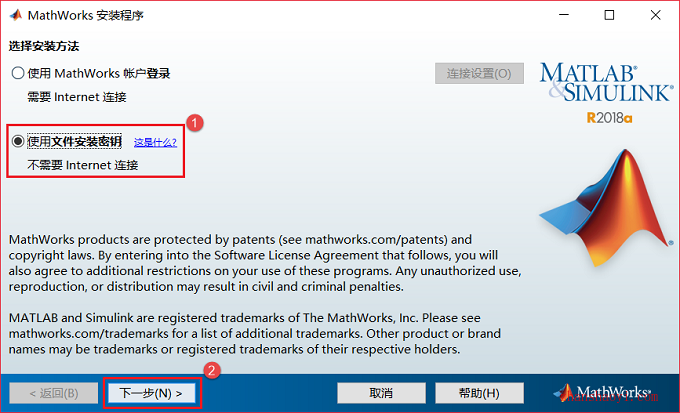 MathWorks 安装程序
选择安装方法
使用 MathWorks 帐户登录
连接设置(O)
需要 Internet 连接
1
使用文件安装密钥 这是什么?
不需要 Internet 连接
MATLAB®
&SIMULINK®
R2018a
®
MathWorks products are protected by patents (see mathworks.com/patents) and
copyright laws. By entering into the Software License Agreement that follows, you will
also agree to additional restrictions on your use of these programs. Any unauthorized use,
reproduction, or distribution may result in civil and criminal penalties.
MATLAB and Simulink are registered trademarks of The MathWorks, Inc. Please see
mathworks.com/trademarks for a list of additional trademarks. Other product or brand
names may be trademarks or registered trademarks of their respective holders.
2
< 返回(B)
下一步(N) >
取消
帮助(H)
MathWorks®